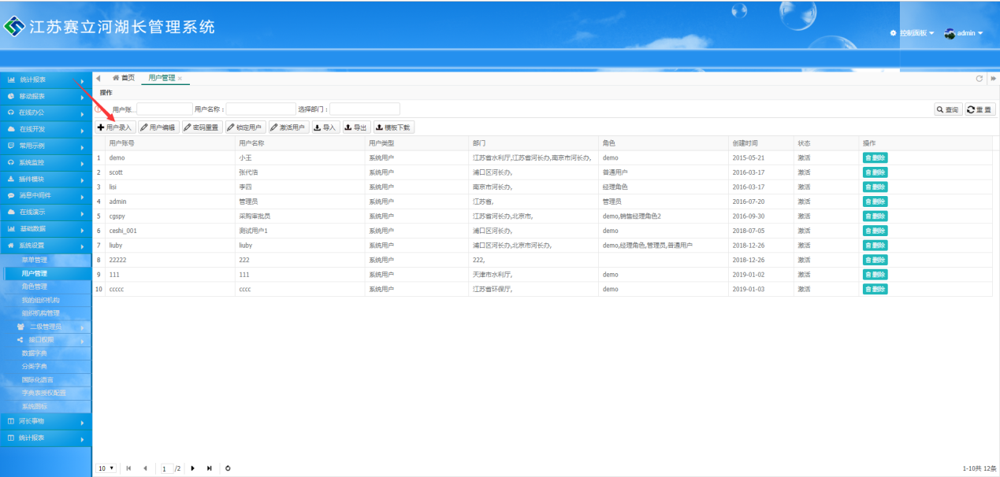 江苏赛立河湖长管理系统
控制面板 admin
统计报表
移动报表
在线办公
在线开发
常用示例
系统监控
插件模块
消息中间件
在线演示
基础数据
系统设置
菜单管理
用户管理
角色管理
我的组织机构
组织机构管理
二级管理员
接口权限
数据字典
分类字典
国际化语言
字典表授权配置
系统图标
河长事物
统计报表
首页 用户管理 ×
操作
用户账... 用户名称： 选择部门： 查询 重置
用户录入 用户编辑 密码重置 锁定用户 激活用户 导入 导出 模板下载
用户账号 用户名称 用户类型 部门 角色 创建时间 状态 操作
1 demo 小王 系统用户 江苏省水利厅,江苏省河长办,南京市河长办, demo 2015-05-21 激活 删除
2 scott 张代浩 系统用户 浦口区河长办, 普通用户 2016-03-17 激活 删除
3 lisi 李四 系统用户 南京市河长办, 经理角色 2016-03-17 激活 删除
4 admin 管理员 系统用户 江苏省, 管理员 2016-07-20 激活 删除
5 cgspy 采购审批员 系统用户 江苏省河长办,北京市, demo,销售经理角色2 2016-09-30 激活 删除
6 ceshi_001 测试用户1 系统用户 浦口区河长办, demo 2018-07-05 激活 删除
7 liuby liuby 系统用户 浦口区河长办,北京市河长办, demo,经理角色,管理员,普通用户 2018-12-26 激活 删除
8 22222 222 系统用户 222, 2018-12-26 激活 删除
9 111 111 系统用户 天津市水利厅, demo 2019-01-02 激活 删除
10 ccccc cccc 系统用户 江苏省环保厅, demo 2019-01-03 激活 删除
10 1 /2 1-10共 12条